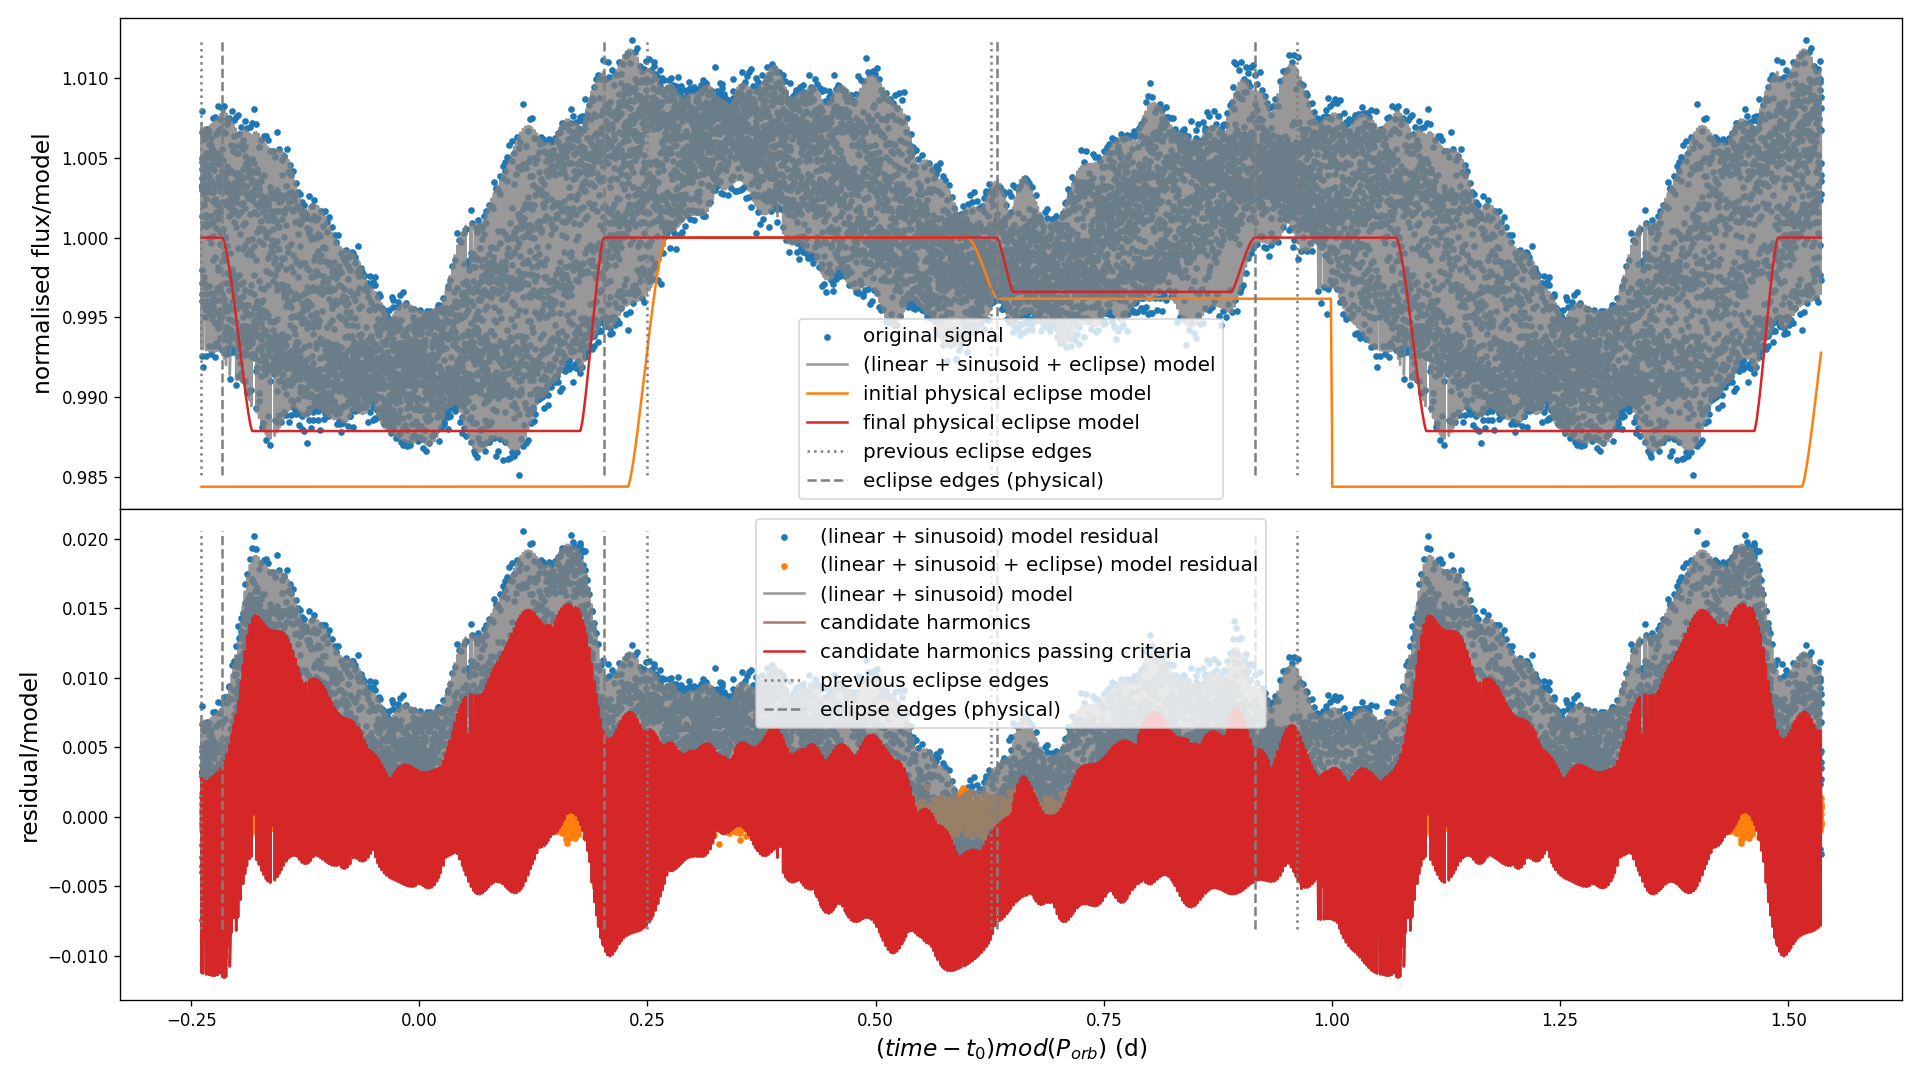 normalised flux/model
1.010
1.005
1.000
0.995
0.990
0.985
original signal
(linear + sinusoid + eclipse) model
initial physical eclipse model
final physical eclipse model
previous eclipse edges
eclipse edges (physical)
residual/model
0.020
0.015
0.010
0.005
0.000
−0.005
−0.010
(linear + sinusoid) model residual
(linear + sinusoid + eclipse) model residual
(linear + sinusoid) model
candidate harmonics
candidate harmonics passing criteria
previous eclipse edges
eclipse edges (physical)
−0.25 0.00 0.25 0.50 0.75 1.00 1.25 1.50
(time − t₀)mod(Pₒᵣb) (d)